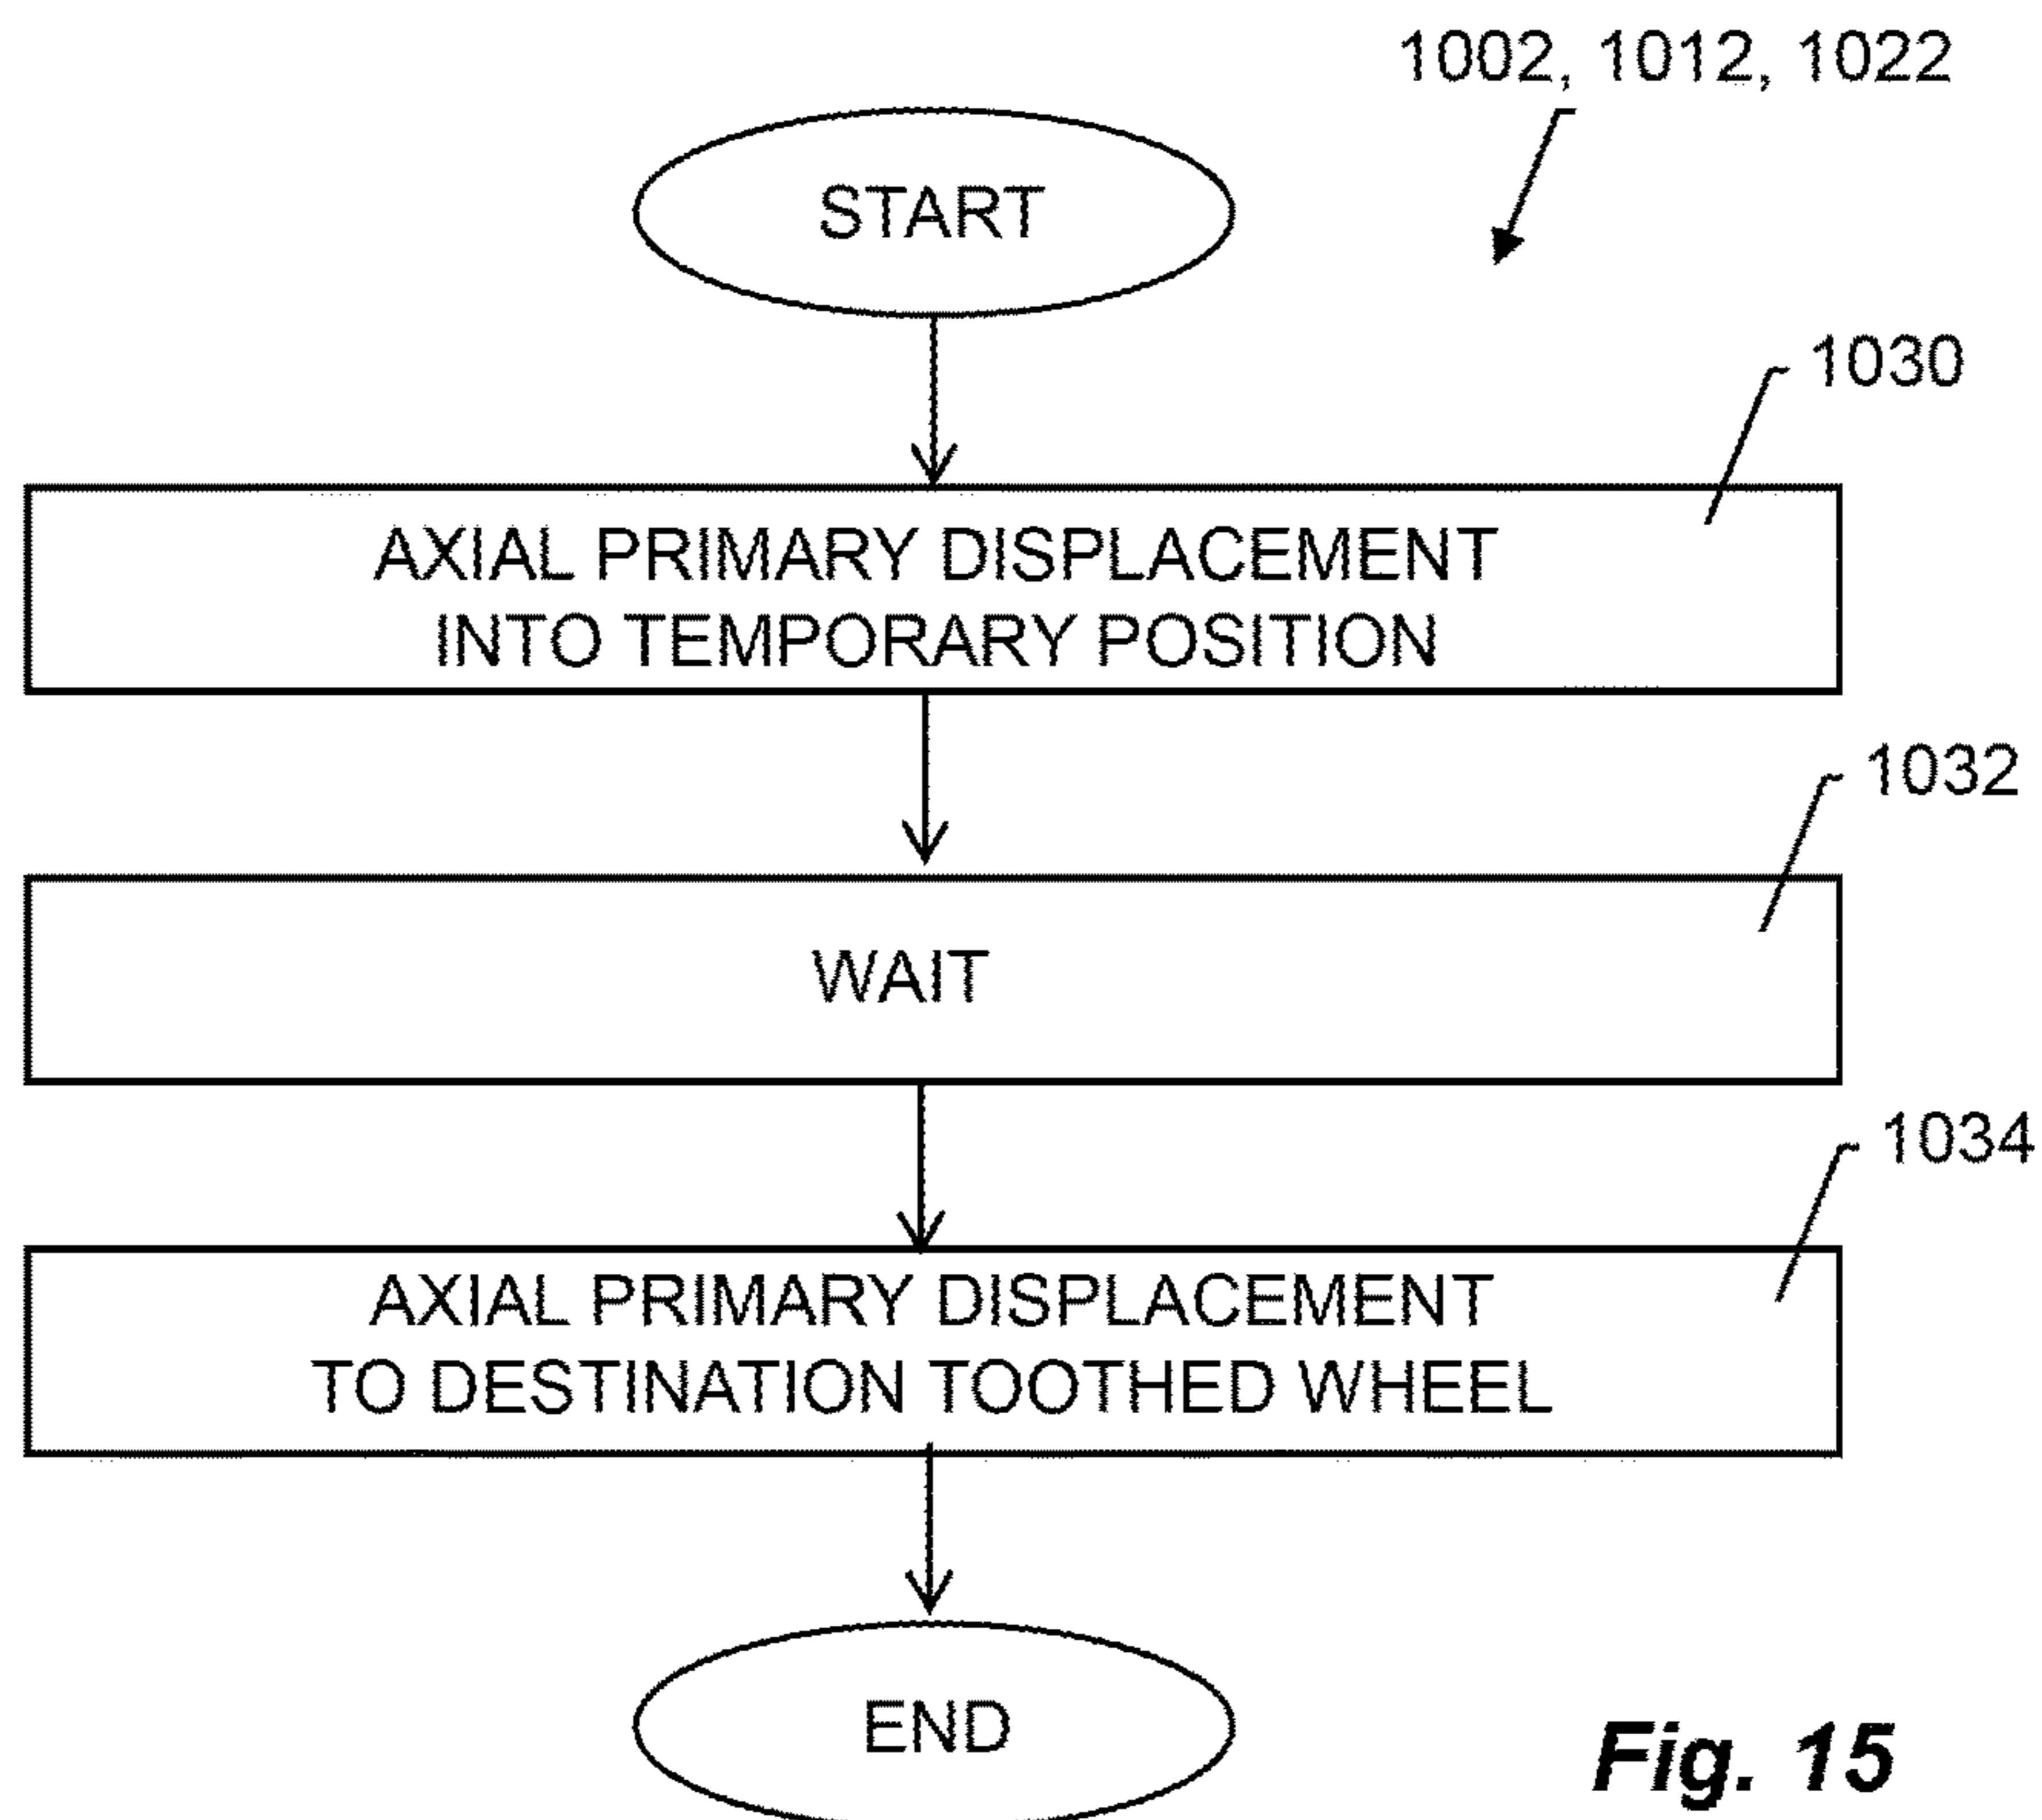 1002, 1012, 1022
START
1030
AXIAL PRIMARY DISPLACEMENT
INTO TEMPORARY POSITION
1032
WAIT
1034
AXIAL PRIMARY DISPLACEMENT
TO DESTINATION TOOTHED WHEEL
END
Fig. 15